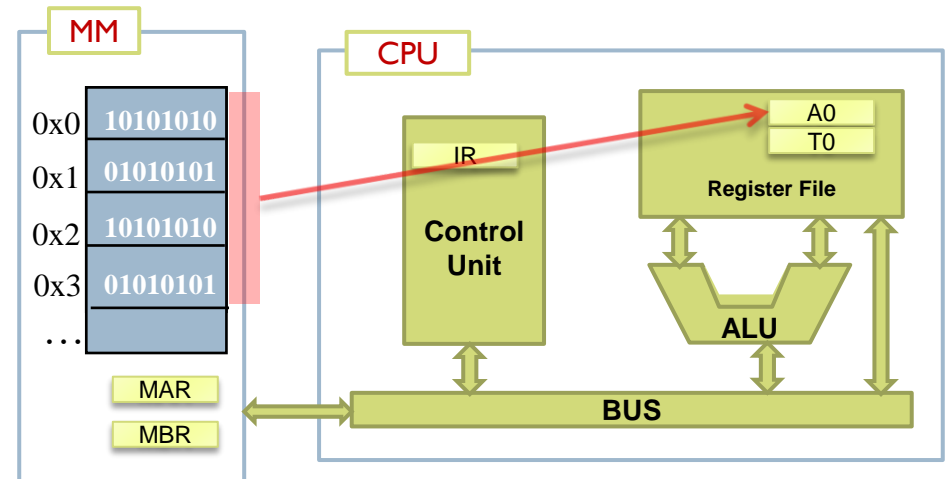 MM
CPU
0x0 10101010
0x1 01010101
0x2 10101010
0x3 01010101
...
MAR
MBR
IR
Control
Unit
A0
T0
Register File
ALU
BUS